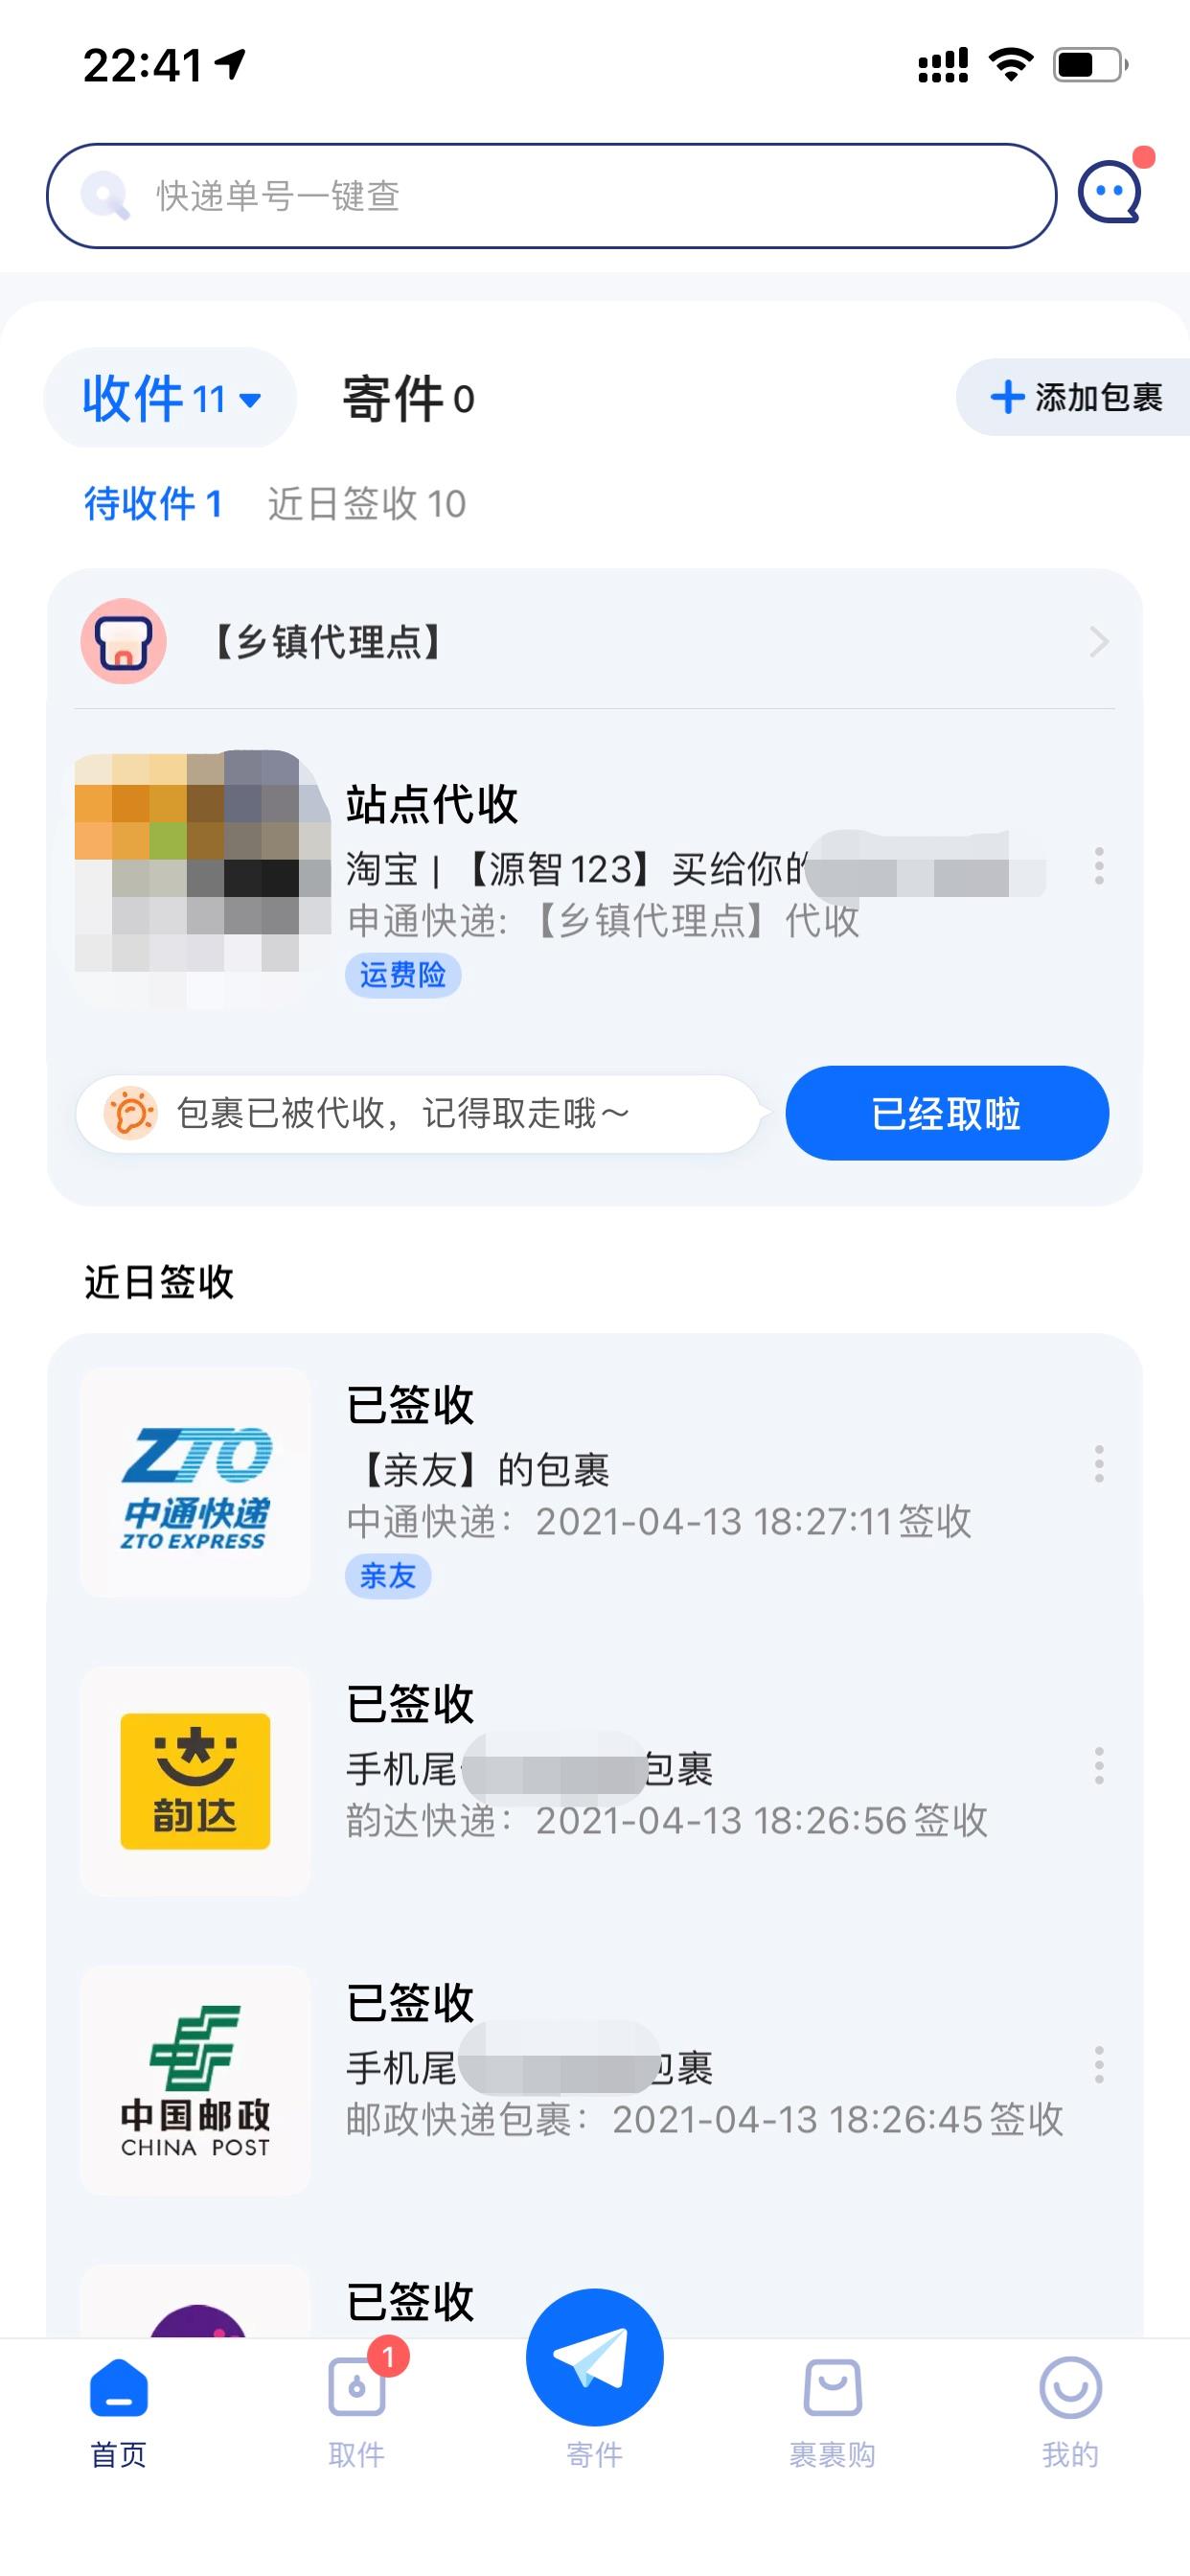 22:41
快递单号一键查
收件 11 寄件 0 添加包裹
待收件 1 近日签收 10
【乡镇代理点】
站点代收
淘宝 | 【源智123】买给你的
申通快递: 【乡镇代理点】代收
运费险
包裹已被代收，记得取走哦～ 已经取啦
近日签收
ZTO
中通快递
ZTO EXPRESS
已签收
【亲友】的包裹
中通快递：2021-04-13 18:27:11签收
亲友
韵达
已签收
手机尾 包裹
韵达快递：2021-04-13 18:26:56签收
中国邮政
CHINA POST
已签收
手机尾 包裹
邮政快递包裹：2021-04-13 18:26:45签收
已签收
1
首页 取件 寄件 裹裹购 我的